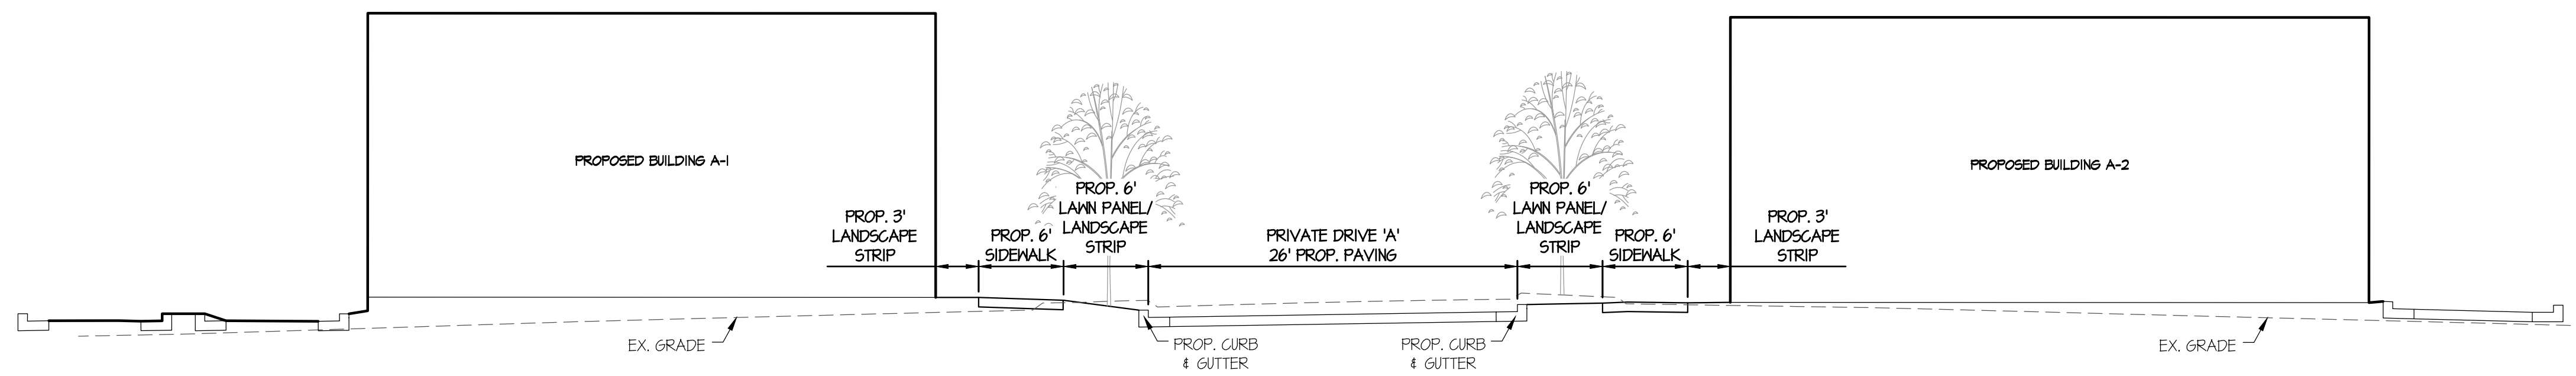 PROPOSED BUILDING A-1
PROP. 3'
LANDSCAPE
STRIP
PROP. 6'
SIDEWALK
PROP. 6'
LAWN PANEL/
LANDSCAPE
STRIP
PRIVATE DRIVE 'A'
26' PROP. PAVING
PROP. 6'
LAWN PANEL/
LANDSCAPE
STRIP
PROP. 6'
SIDEWALK
PROP. 3'
LANDSCAPE
STRIP
PROPOSED BUILDING A-2
EX. GRADE
PROP. CURB
& GUTTER
PROP. CURB
& GUTTER
EX. GRADE